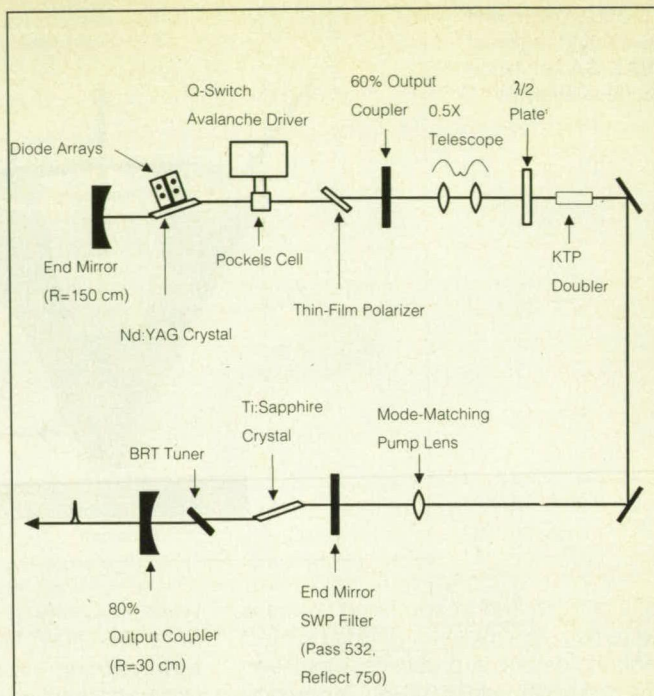 Q-Switch
Avalanche Driver
60% Output
Coupler
0.5X
Telescope
λ/2
Plate
Diode Arrays
End Mirror
(R=150 cm)
Nd:YAG Crystal
Pockels Cell
Thin-Film Polarizer
KTP
Doubler
Ti:Sapphire
Crystal
Mode-Matching
Pump Lens
BRT Tuner
80%
Output Coupler
(R=30 cm)
End Mirror
SWP Filter
(Pass 532,
Reflect 750)